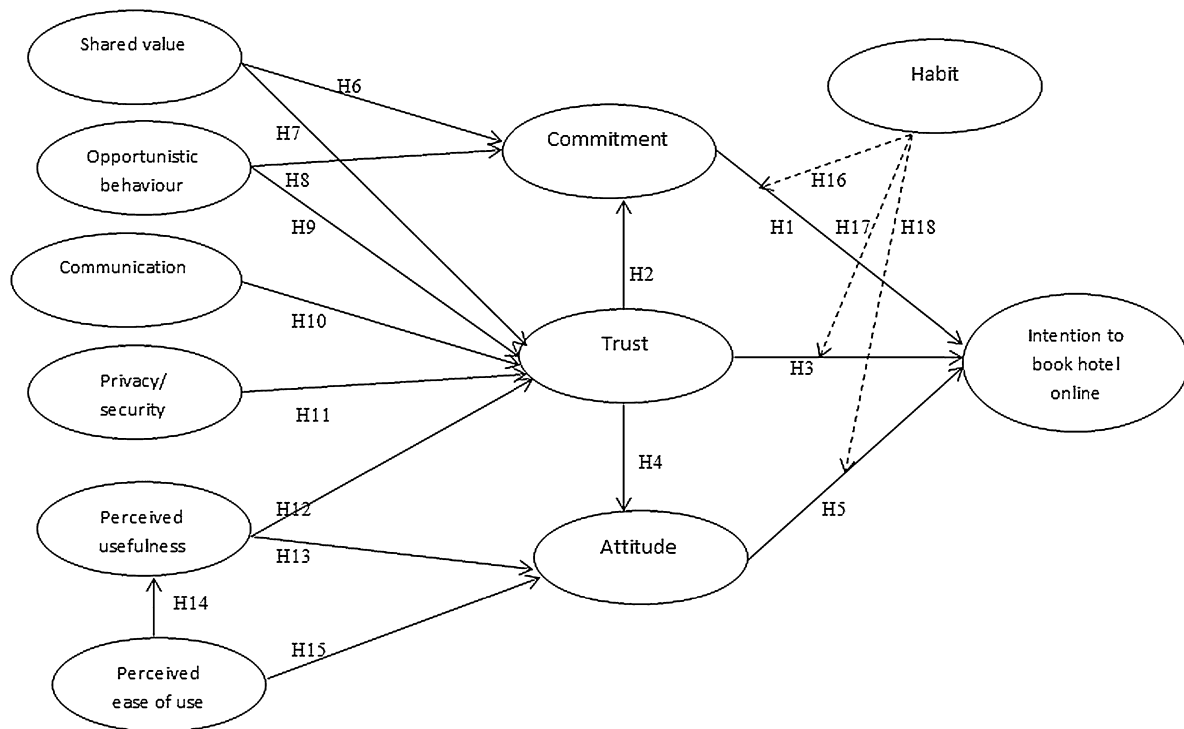 Shared value
Habit
H6
Commitment
H7
Opportunistic
behaviour
H8
H16
H9
H1
H17
H18
Communication
H2
H10
Trust
Intention to
book hotel
online
H3
Privacy/
security
H11
H4
Perceived
usefulness
H12
H5
H13
Attitude
H14
H15
Perceived
ease of use